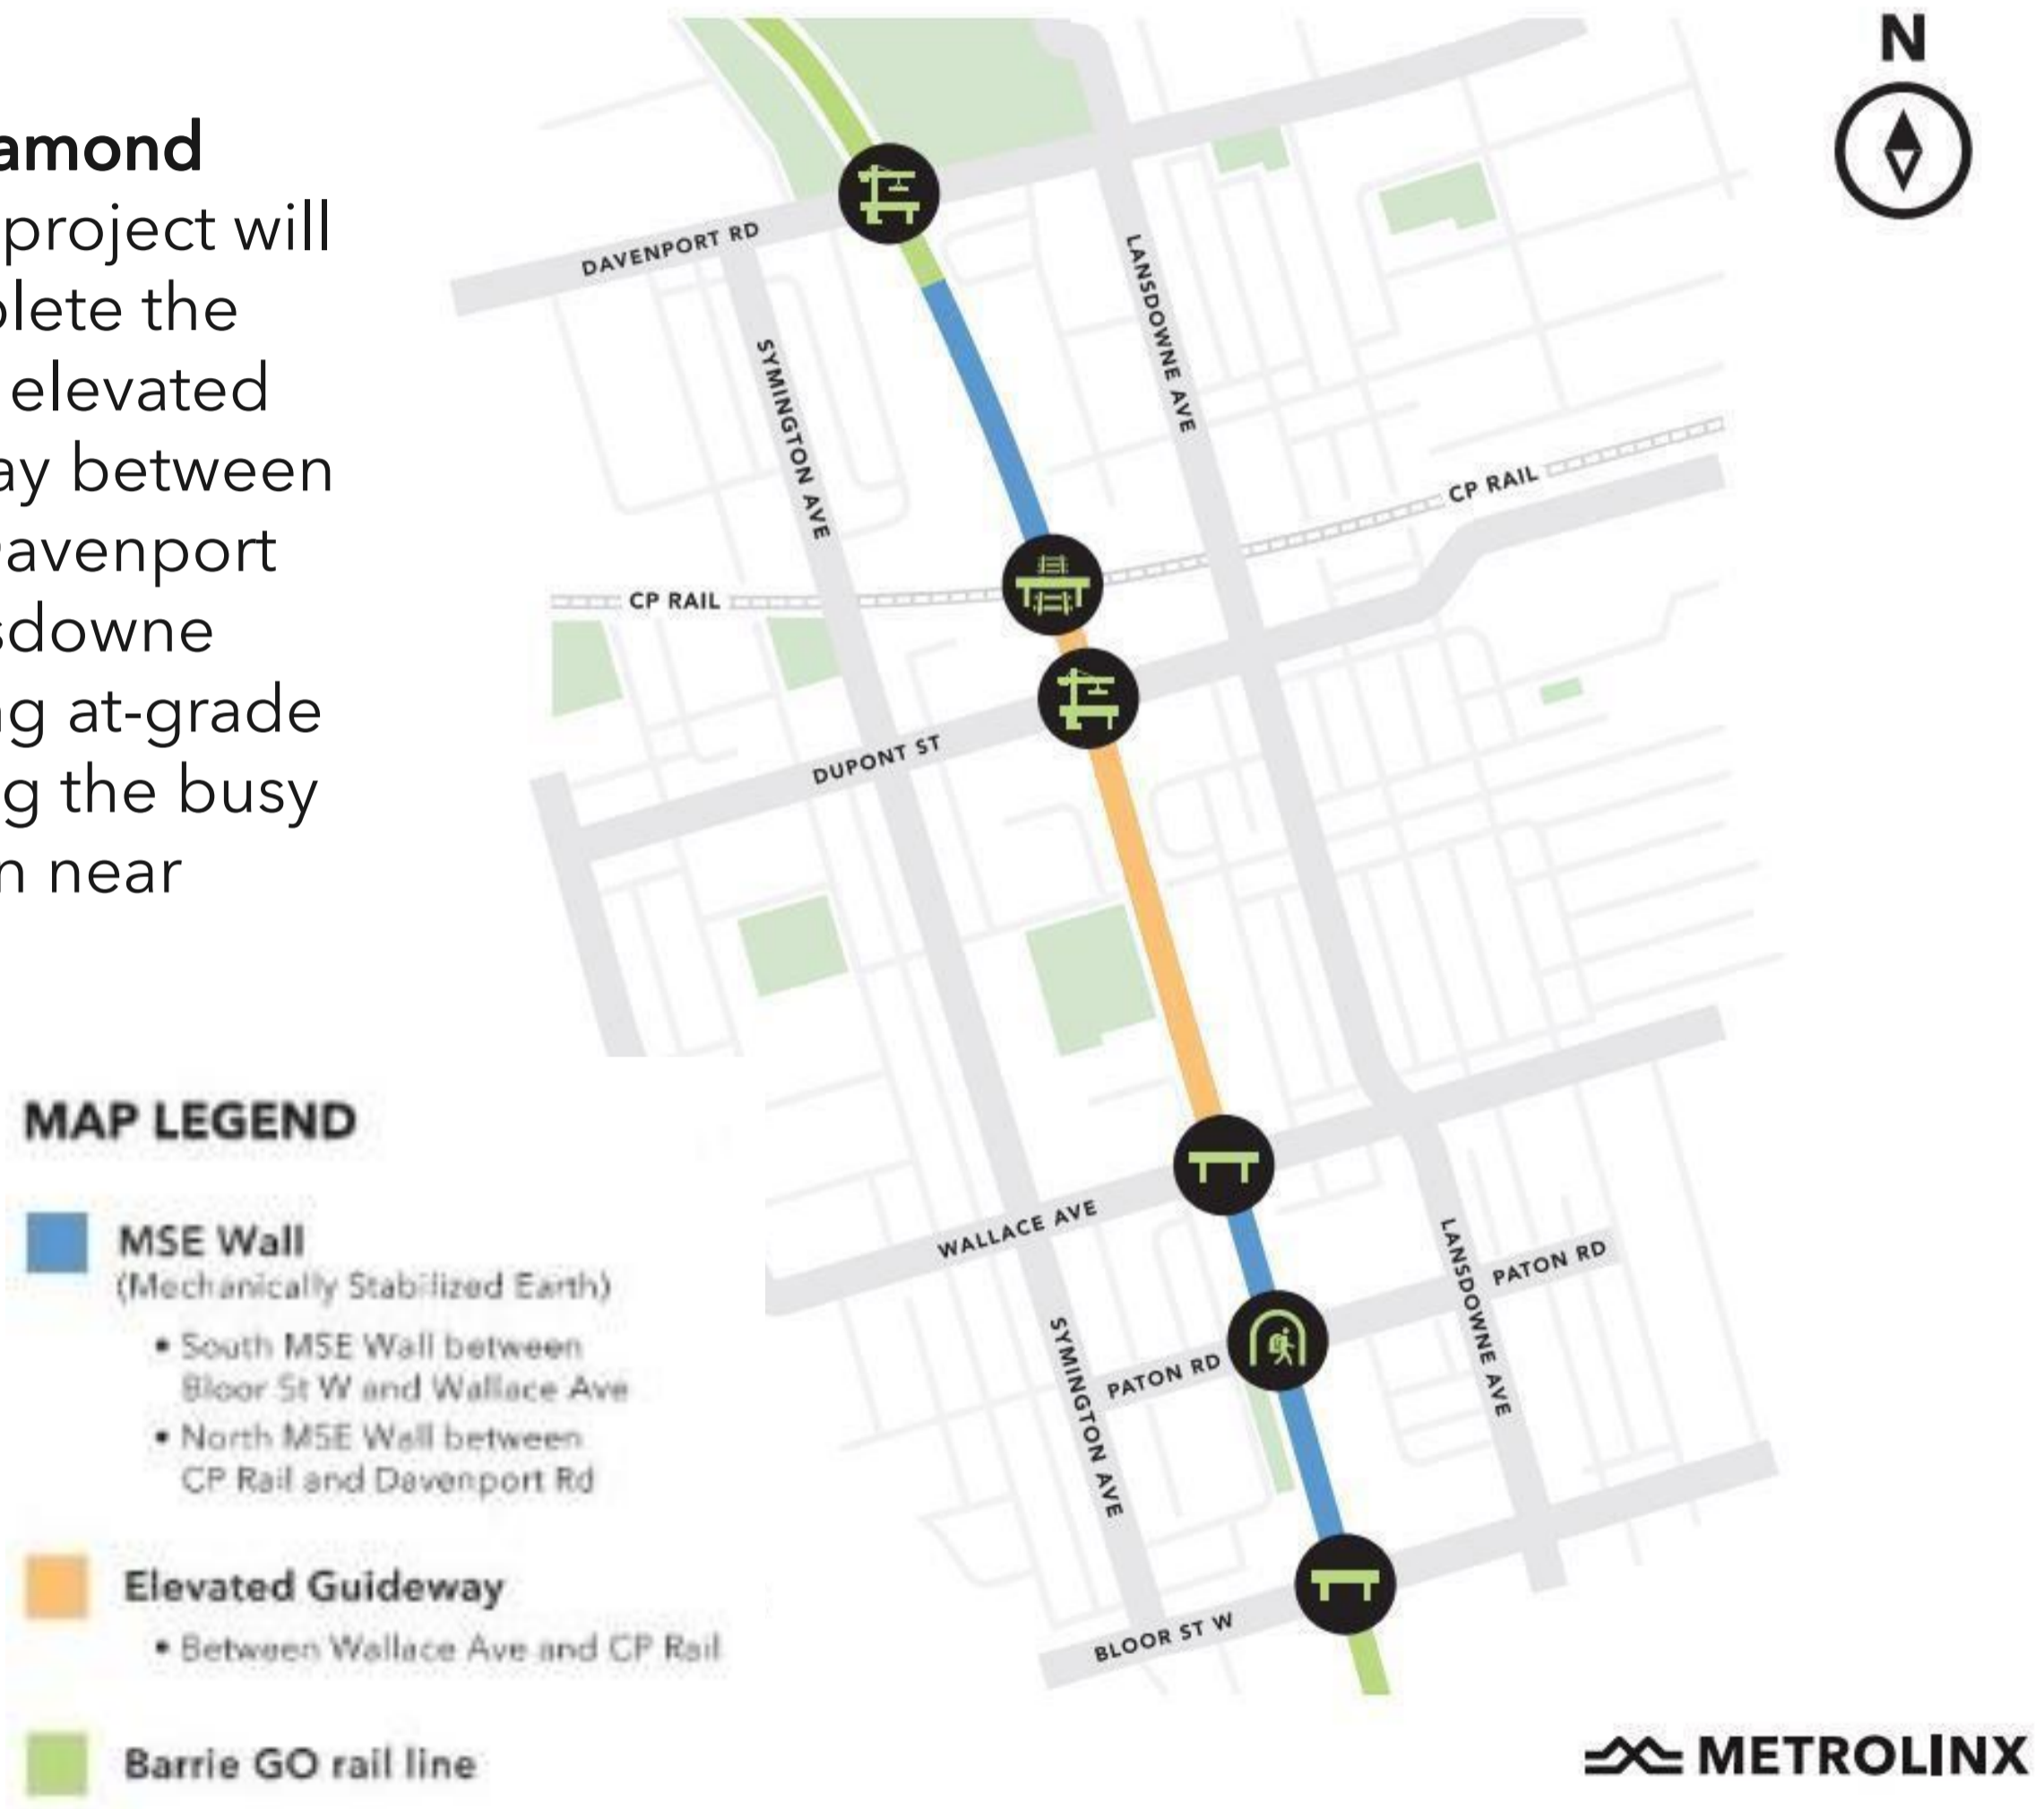 N
amond
project will
plete the
elevated
ay between
avenport
sdowne
ng at-grade
g the busy
n near
DAVENPORT RD
SYMINGTON AVE
LANSDOWNE AVE
CP RAIL
CP RAIL
DUPONT ST
WALLACE AVE
LANSDOWNE AVE
PATON RD
PATON RD
SYMINGTON AVE
BLOOR ST W
MAP LEGEND
MSE Wall
(Mechanically Stabilized Earth)
• South MSE Wall between
Bloor St W and Wallace Ave
• North MSE Wall between
CP Rail and Davenport Rd
Elevated Guideway
• Between Wallace Ave and CP Rail
Barrie GO rail line
METROLINX